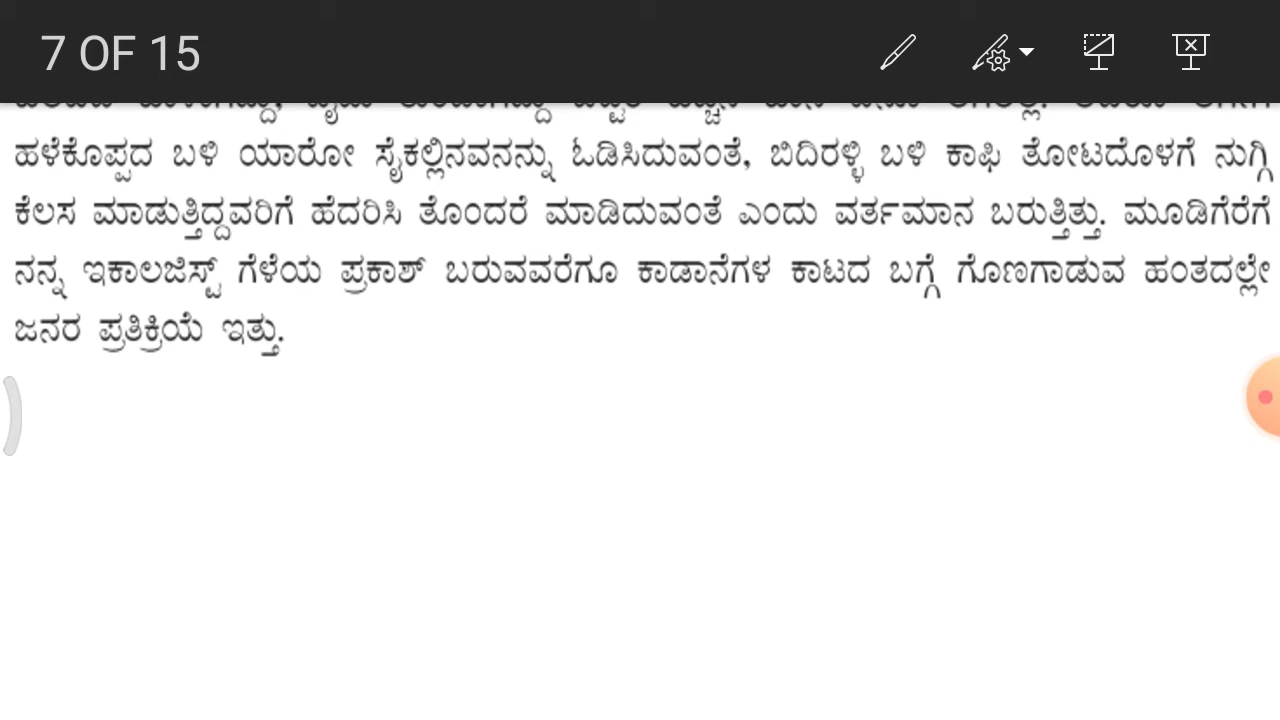 7 OF 15
ಹಳೆಕೊಪ್ಪದ ಬಳಿ ಯಾರೋ ಸೈಕಲ್ಲಿನವನನ್ನು ಓಡಿಸಿದುವಂತೆ, ಬಿದಿರಳ್ಳಿ ಬಳಿ ಕಾಫಿ ತೋಟದೊಳಗೆ ನುಗ್ಗಿ
ಕೆಲಸ ಮಾಡುತ್ತಿದ್ದವರಿಗೆ ಹೆದರಿಸಿ ತೊಂದರೆ ಮಾಡಿದುವಂತೆ ಎಂದು ವರ್ತಮಾನ ಬರುತ್ತಿತ್ತು. ಮೂಡಿಗೆರೆಗೆ
ನನ್ನ ಇಕಾಲಜಿಸ್ಟ್ ಗೆಳೆಯ ಪ್ರಕಾಶ್ ಬರುವವರೆಗೂ ಕಾಡಾನೆಗಳ ಕಾಟದ ಬಗ್ಗೆ ಗೊಣಗಾಡುವ ಹಂತದಲ್ಲೇ
ಜನರ ಪ್ರತಿಕ್ರಿಯೆ ಇತ್ತು.